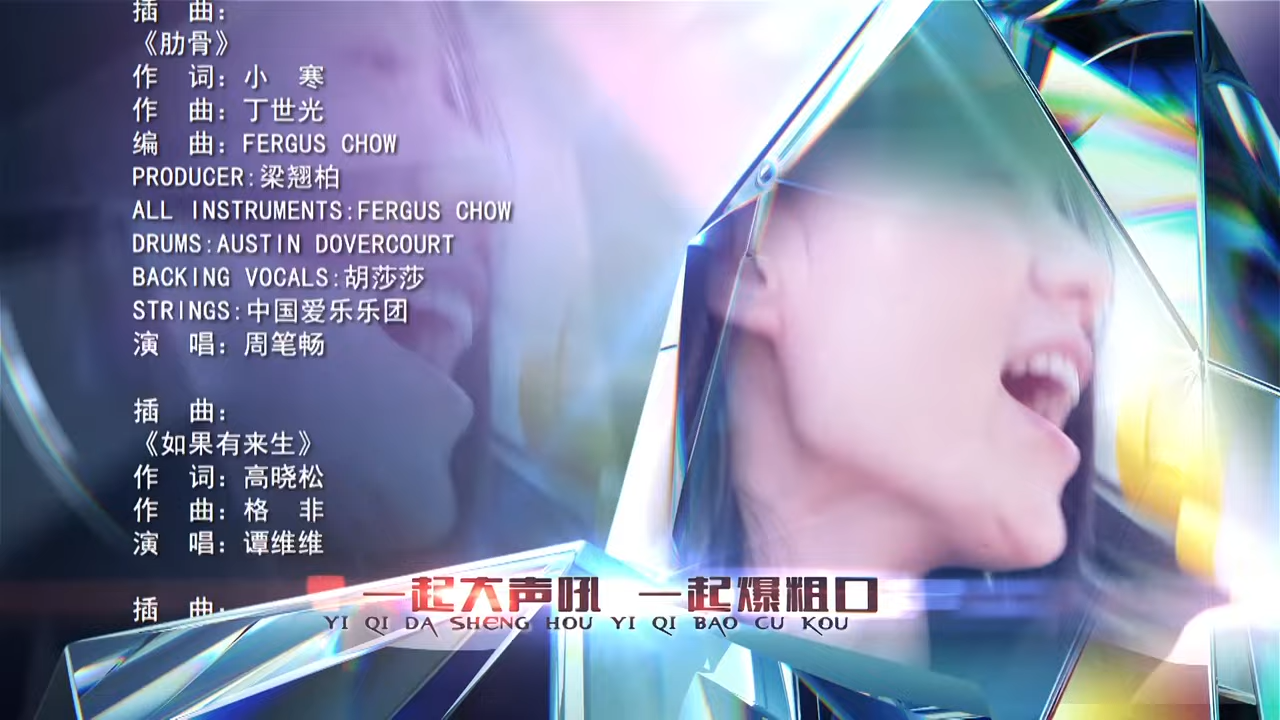 插 曲:
《肋骨》
作 词: 小 寒
作 曲: 丁世光
编 曲: FERGUS CHOW
PRODUCER:梁翘柏
ALL INSTRUMENTS:FERGUS CHOW
DRUMS:AUSTIN DOVERCOURT
BACKING VOCALS:胡莎莎
STRINGS:中国爱乐乐团
演 唱: 周笔畅
插 曲:
《如果有来生》
作 词: 高晓松
作 曲: 格 非
演 唱: 谭维维
插 曲:
一起大声吼 一起爆粗口
YI QI DA SHENG HOU YI QI BAO CU KOU